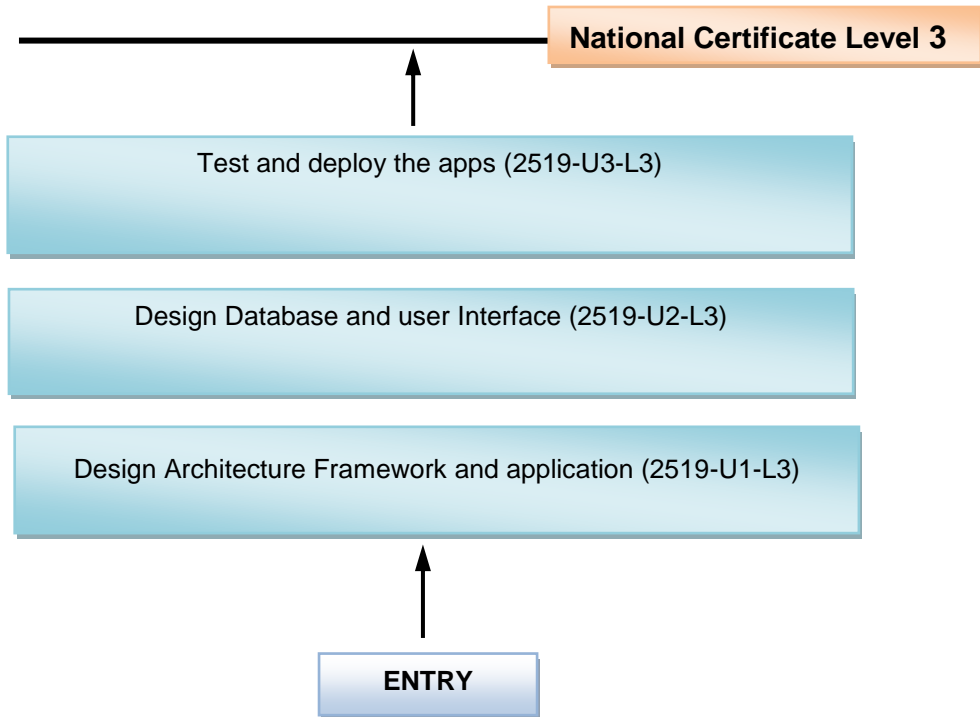 National Certificate Level 3
Test and deploy the apps (2519-U3-L3)
Design Database and user Interface (2519-U2-L3)
Design Architecture Framework and application (2519-U1-L3)
ENTRY